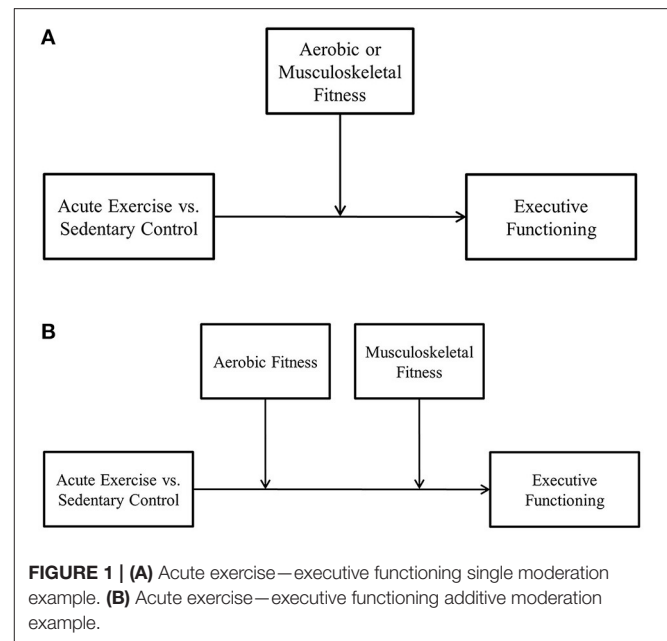 A
Aerobic or
Musculoskeletal
Fitness
Acute Exercise vs.
Sedentary Control
Executive
Functioning
B
Aerobic Fitness
Musculoskeletal
Fitness
Acute Exercise vs.
Sedentary Control
Executive
Functioning
FIGURE 1 | (A) Acute exercise—executive functioning single moderation
example. (B) Acute exercise—executive functioning additive moderation
example.